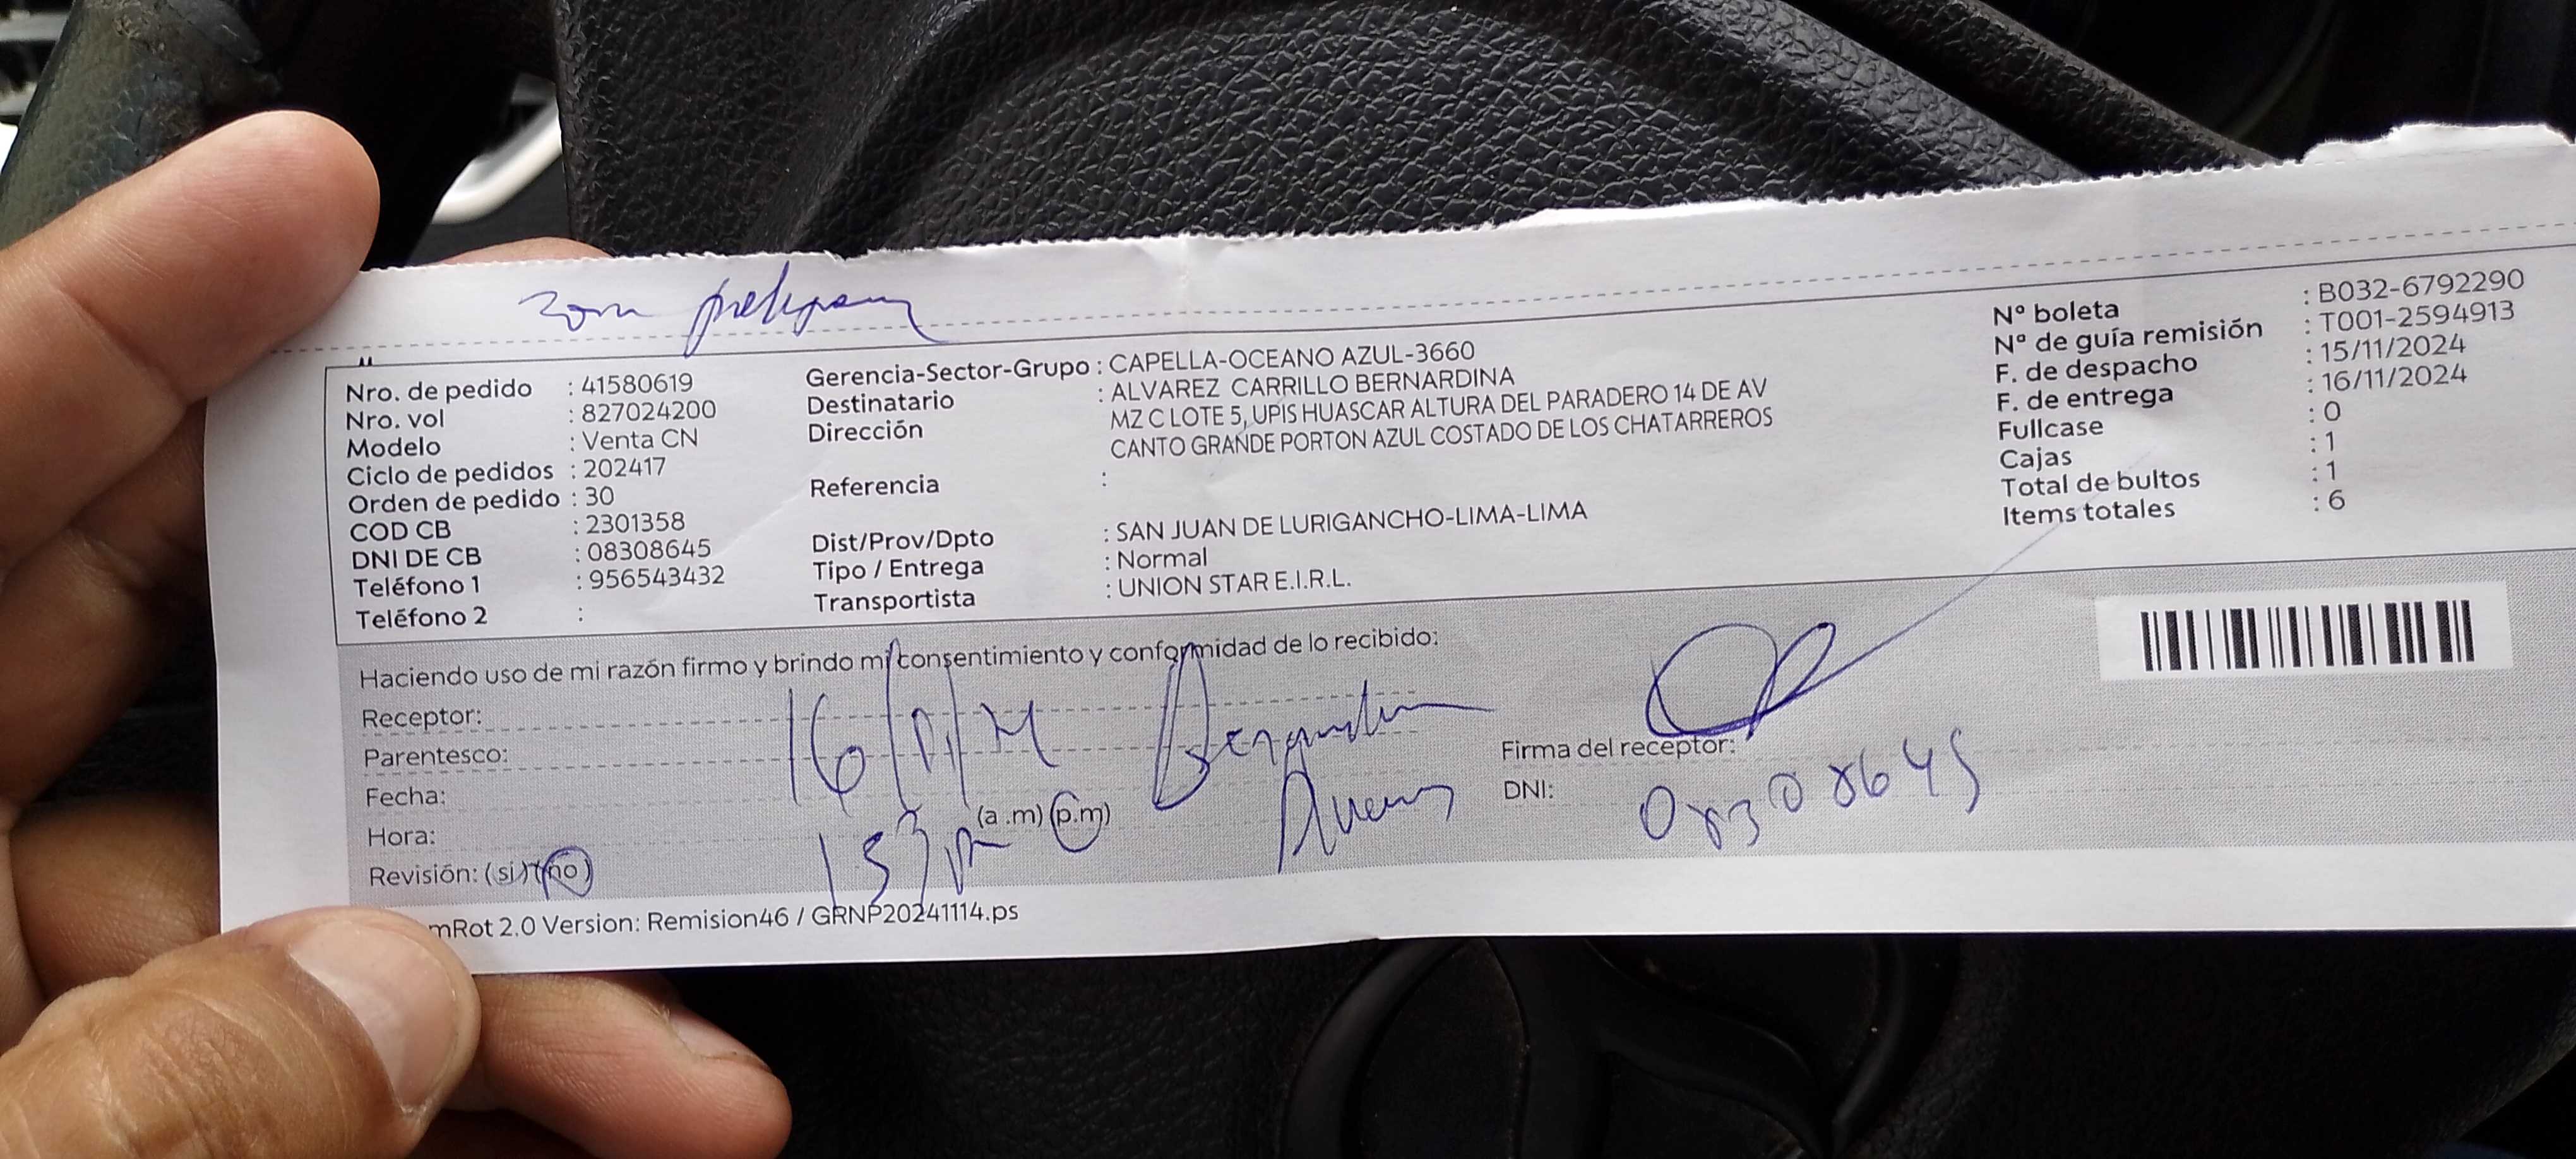 zona peligrosa
Nro. de pedido : 41580619
Nro. vol : 827024200
Modelo : Venta CN
Ciclo de pedidos : 202417
Orden de pedido : 30
COD CB : 2301358
DNI DE CB : 08308645
Teléfono 1 : 956543432
Teléfono 2 :
Gerencia-Sector-Grupo : CAPELLA-OCEANO AZUL-3660
Destinatario : ALVAREZ CARRILLO BERNARDINA
Dirección MZ C LOTE 5, UPIS HUASCAR ALTURA DEL PARADERO 14 DE AV
CANTO GRANDE PORTON AZUL COSTADO DE LOS CHATARREROS
Referencia :
Dist/Prov/Dpto : SAN JUAN DE LURIGANCHO-LIMA-LIMA
Tipo / Entrega : Normal
Transportista : UNION STAR E.I.R.L.
Nº boleta : B032-6792290
Nº de guía remisión : T001-2594913
F. de despacho : 15/11/2024
F. de entrega : 16/11/2024
Fullcase : 0
Cajas : 1
Total de bultos : 1
Items totales : 6
Haciendo uso de mi razón firmo y brindo mi consentimiento y conformidad de lo recibido:
Receptor:
Parentesco:
Fecha:
Hora: (a.m) (p.m)
Revisión: (si) (no)
Bernardina
Firma del receptor:
DNI: 08308645
mRot 2.0 Version: Remision46 / GRNP20241114.ps